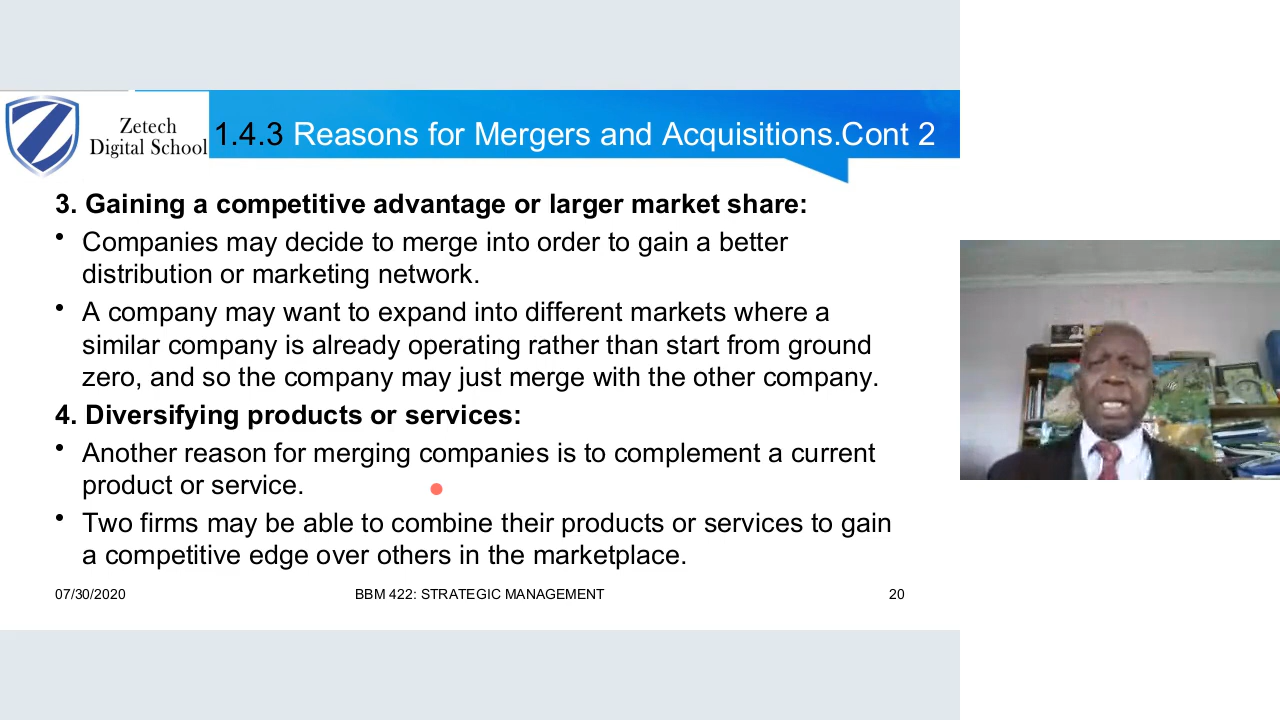 Zetech
Digital School
1.4.3 Reasons for Mergers and Acquisitions.Cont 2
3. Gaining a competitive advantage or larger market share:
• Companies may decide to merge into order to gain a better
distribution or marketing network.
• A company may want to expand into different markets where a
similar company is already operating rather than start from ground
zero, and so the company may just merge with the other company.
4. Diversifying products or services:
• Another reason for merging companies is to complement a current
product or service.
• Two firms may be able to combine their products or services to gain
a competitive edge over others in the marketplace.
07/30/2020 BBM 422: STRATEGIC MANAGEMENT 20